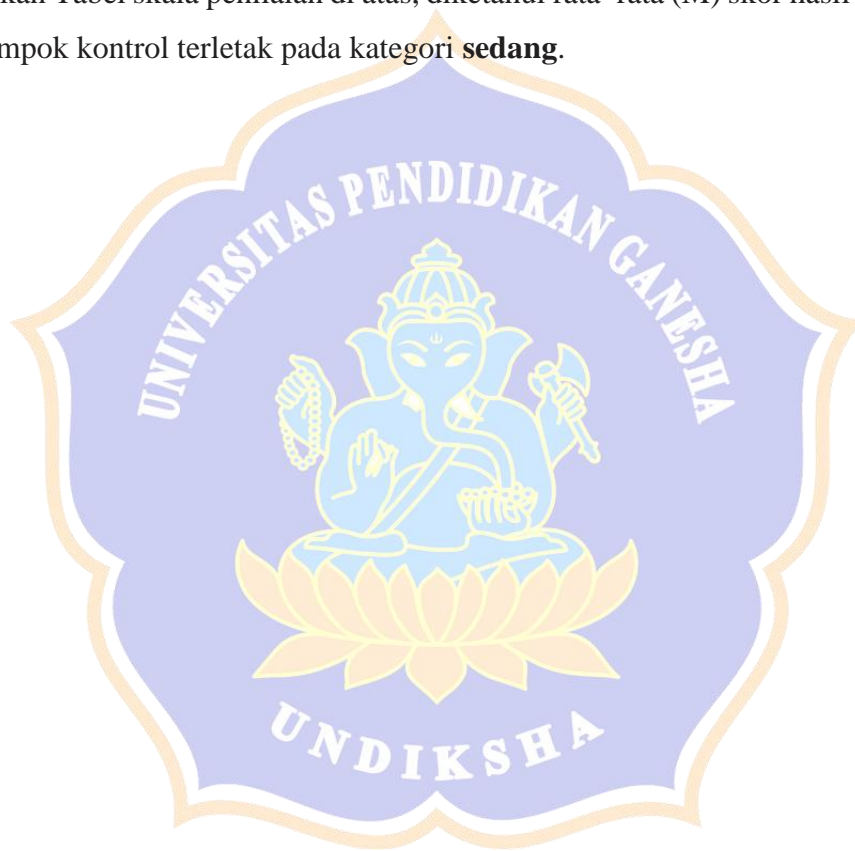 Tabel skala penilaian di atas, diketahui rata-rata (M) skor hasil
kontrol terletak pada kategori sedang.
UNIVERSITAS PENDIDIKAN GANESHA
UNDIKSHA